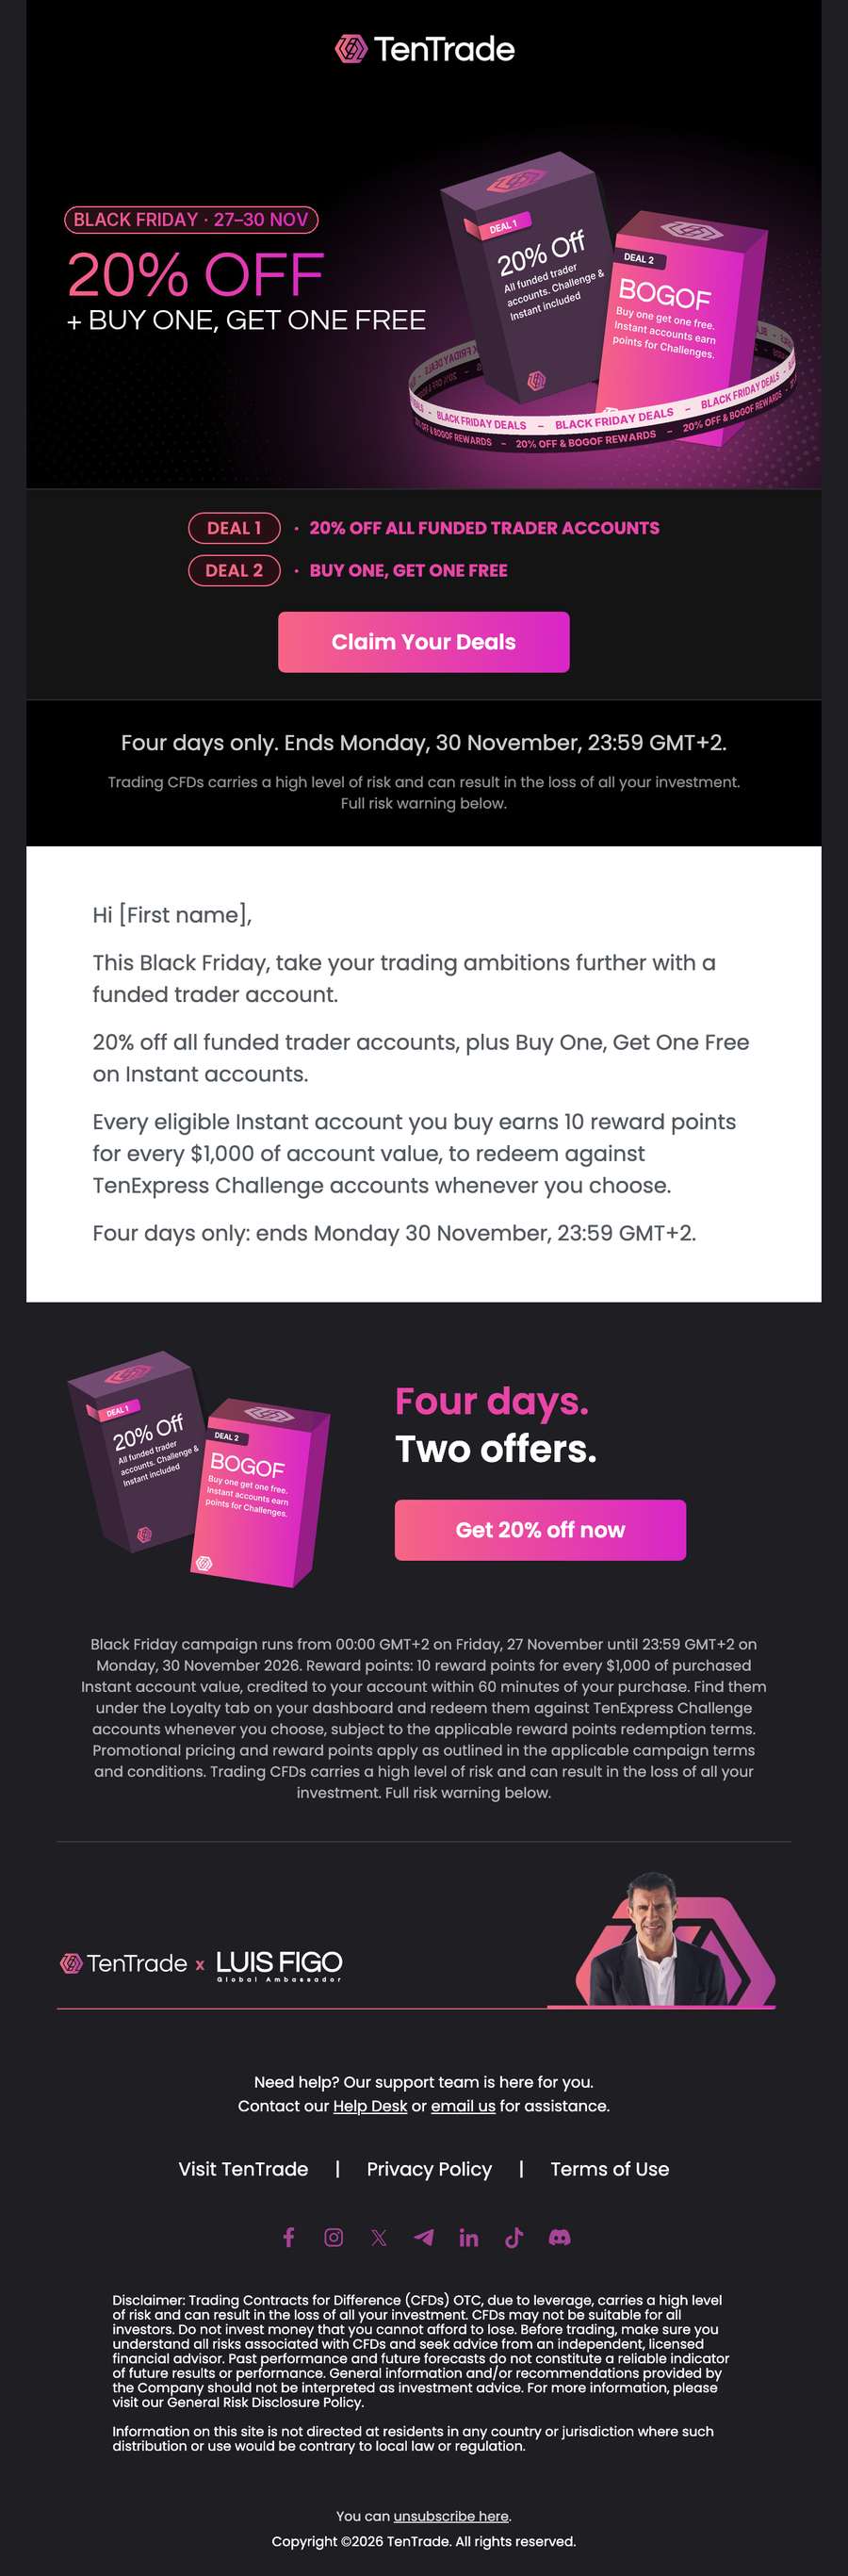 TenTrade
BLACK FRIDAY · 27–30 NOV
20% OFF
+ BUY ONE, GET ONE FREE
DEAL 1
20% Off
All funded trader
accounts. Challenge &
Instant included
DEAL 2
BOGOF
Buy one get one free.
Instant accounts earn
points for Challenges.
BLACK FRIDAY DEALS – BLACK FRIDAY DEALS – BLACK FRIDAY DEALS
20% OFF & BOGOF REWARDS – 20% OFF & BOGOF REWARDS – 20% OFF & BOGOF REWARDS
DEAL 1 · 20% OFF ALL FUNDED TRADER ACCOUNTS
DEAL 2 · BUY ONE, GET ONE FREE
Claim Your Deals
Four days only. Ends Monday, 30 November, 23:59 GMT+2.
Trading CFDs carries a high level of risk and can result in the loss of all your investment.
Full risk warning below.
Hi [First name],
This Black Friday, take your trading ambitions further with a
funded trader account.
20% off all funded trader accounts, plus Buy One, Get One Free
on Instant accounts.
Every eligible Instant account you buy earns 10 reward points
for every $1,000 of account value, to redeem against
TenExpress Challenge accounts whenever you choose.
Four days only: ends Monday 30 November, 23:59 GMT+2.
DEAL 1
20% Off
All funded trader
accounts. Challenge &
Instant included
DEAL 2
BOGOF
Buy one get one free.
Instant accounts earn
points for Challenges.
Four days.
Two offers.
Get 20% off now
Black Friday campaign runs from 00:00 GMT+2 on Friday, 27 November until 23:59 GMT+2 on
Monday, 30 November 2026. Reward points: 10 reward points for every $1,000 of purchased
Instant account value, credited to your account within 60 minutes of your purchase. Find them
under the Loyalty tab on your dashboard and redeem them against TenExpress Challenge
accounts whenever you choose, subject to the applicable reward points redemption terms.
Promotional pricing and reward points apply as outlined in the applicable campaign terms
and conditions. Trading CFDs carries a high level of risk and can result in the loss of all your
investment. Full risk warning below.
TenTrade x LUIS FIGO
Global Ambassador
Need help? Our support team is here for you.
Contact our Help Desk or email us for assistance.
Visit TenTrade | Privacy Policy | Terms of Use
Disclaimer: Trading Contracts for Difference (CFDs) OTC, due to leverage, carries a high level
of risk and can result in the loss of all your investment. CFDs may not be suitable for all
investors. Do not invest money that you cannot afford to lose. Before trading, make sure you
understand all risks associated with CFDs and seek advice from an independent, licensed
financial advisor. Past performance and future forecasts do not constitute a reliable indicator
of future results or performance. General information and/or recommendations provided by
the Company should not be interpreted as investment advice. For more information, please
visit our General Risk Disclosure Policy.
Information on this site is not directed at residents in any country or jurisdiction where such
distribution or use would be contrary to local law or regulation.
You can unsubscribe here.
Copyright ©2026 TenTrade. All rights reserved.